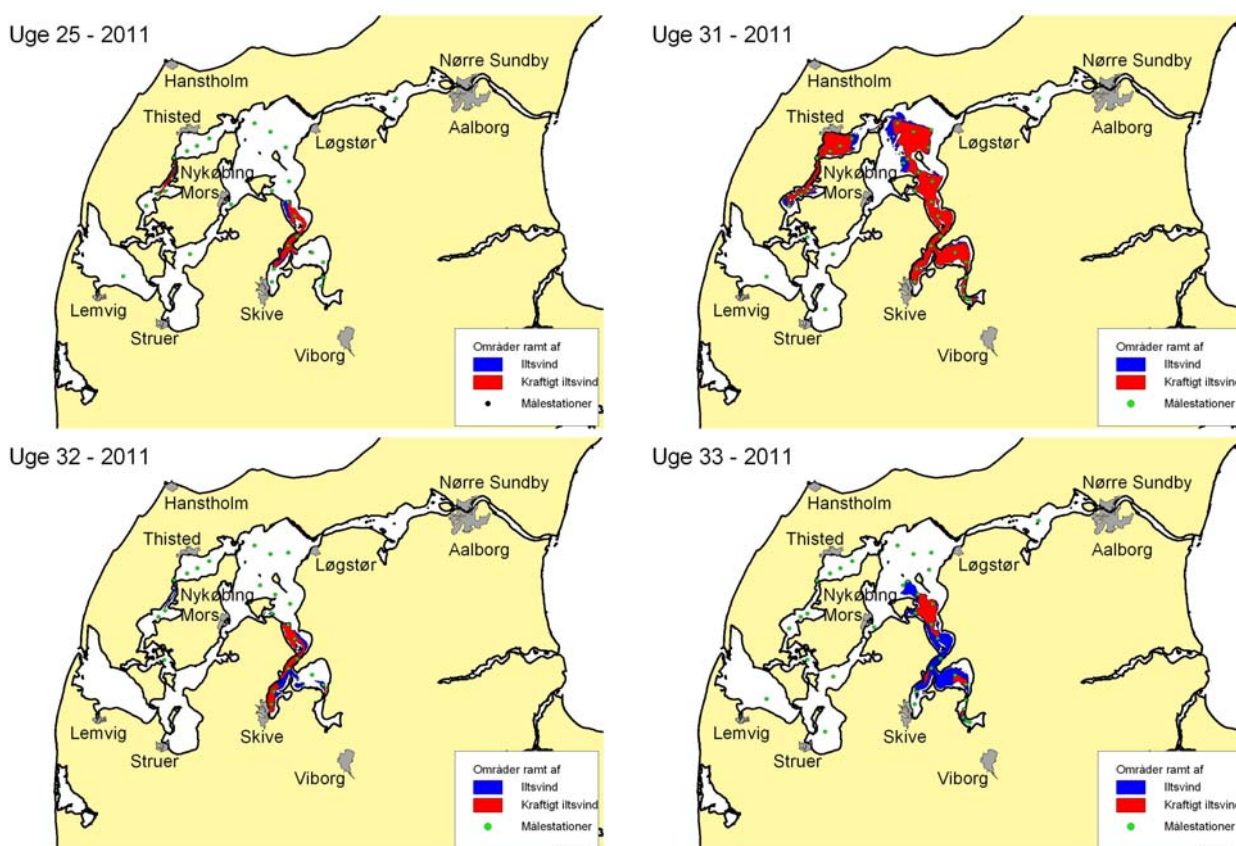 Uge 25 - 2011
Hanstholm
Nørre Sundby
Thisted
Aalborg
Løgstør
Nykøbing
Mors
Lemvig
Skive
Struer
Viborg
Områder ramt af
Iltsvind
Kraftigt iltsvind
Målestationer
Uge 31 - 2011
Hanstholm
Nørre Sundby
Thisted
Aalborg
Løgstør
Nykøbing
Mors
Lemvig
Skive
Struer
Viborg
Områder ramt af
Iltsvind
Kraftigt iltsvind
Målestationer
Uge 32 - 2011
Hanstholm
Nørre Sundby
Thisted
Aalborg
Løgstør
Nykøbing
Mors
Lemvig
Skive
Struer
Viborg
Områder ramt af
Iltsvind
Kraftigt iltsvind
Målestationer
Uge 33 - 2011
Hanstholm
Nørre Sundby
Thisted
Aalborg
Løgstør
Nykøbing
Mors
Lemvig
Skive
Struer
Viborg
Områder ramt af
Iltsvind
Kraftigt iltsvind
Målestationer